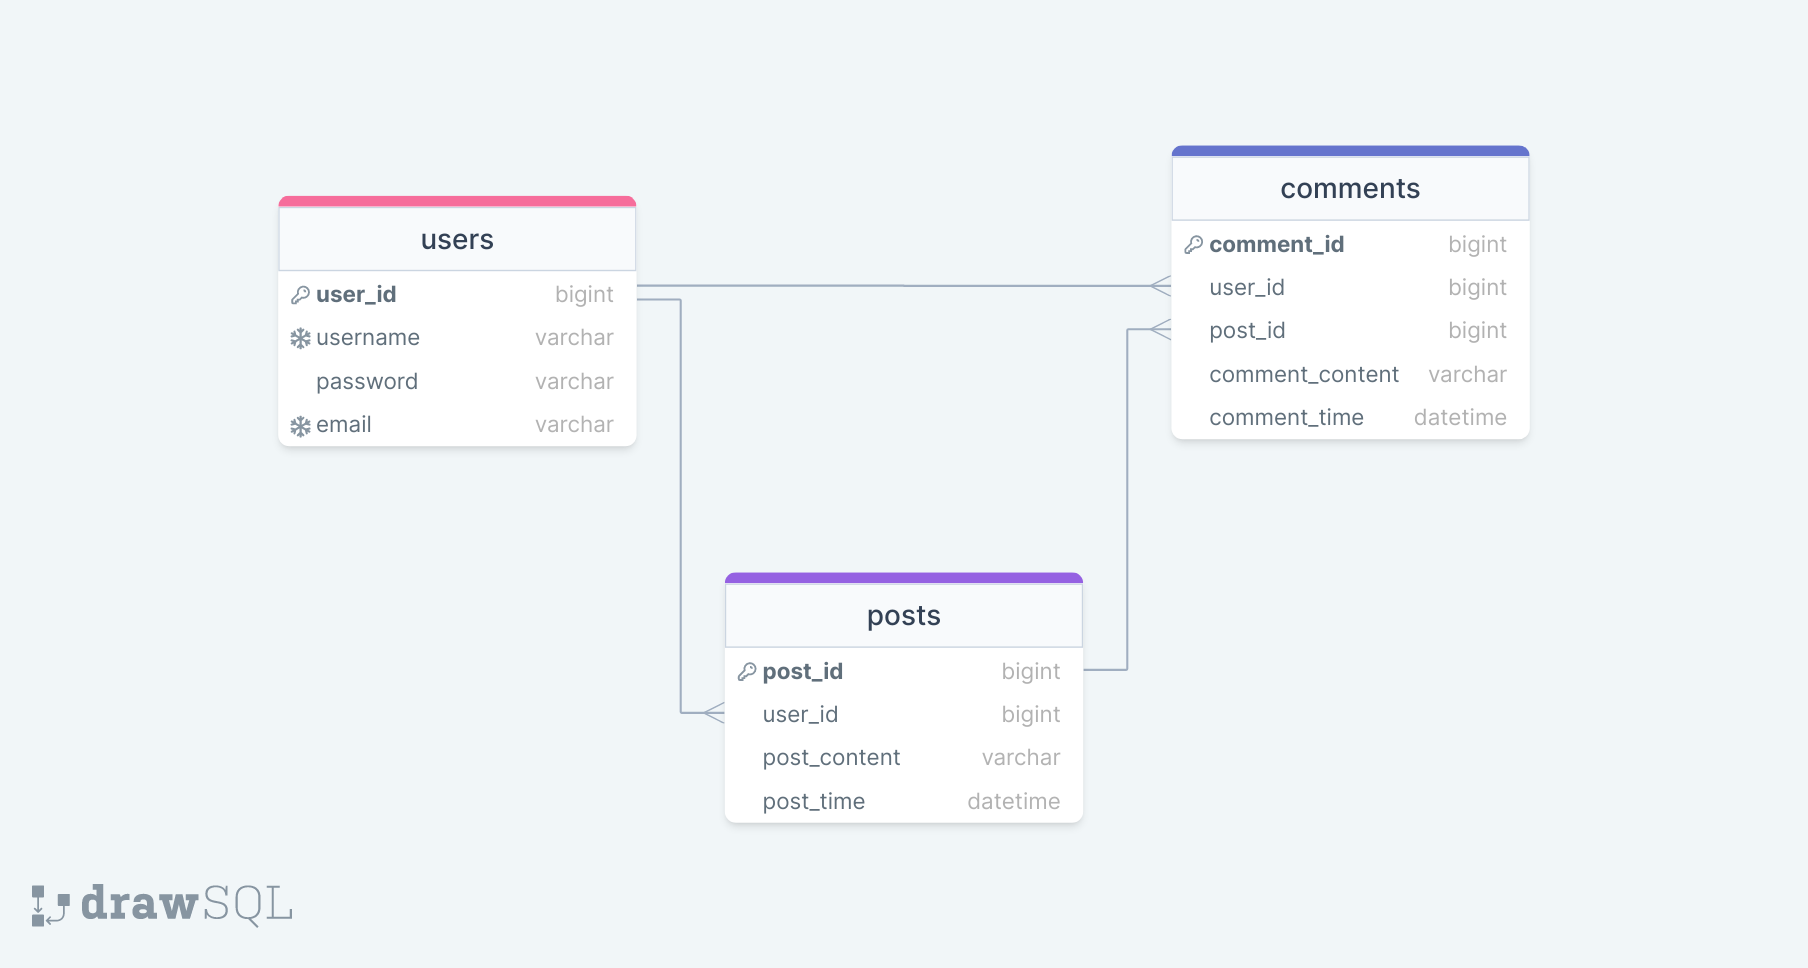 users
user_id bigint
username varchar
password varchar
email varchar
comments
comment_id bigint
user_id bigint
post_id bigint
comment_content varchar
comment_time datetime
posts
post_id bigint
user_id bigint
post_content varchar
post_time datetime
drawSQL